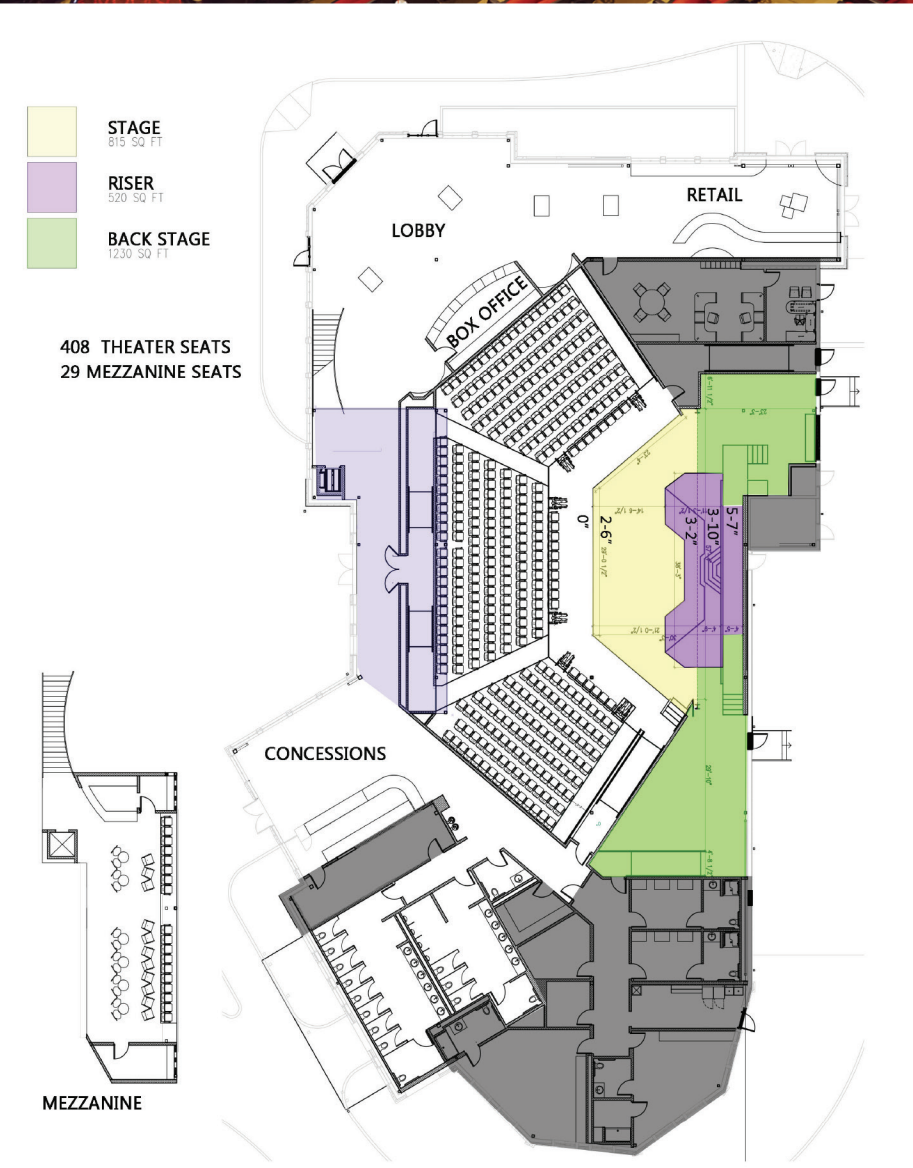 STAGE
815 SQ FT
RISER
520 SQ FT
BACK STAGE
1230 SQ FT
408 THEATER SEATS
29 MEZZANINE SEATS
LOBBY
RETAIL
BOX OFFICE
0"
2-6"
3-2"
3-10"
5-7"
CONCESSIONS
MEZZANINE